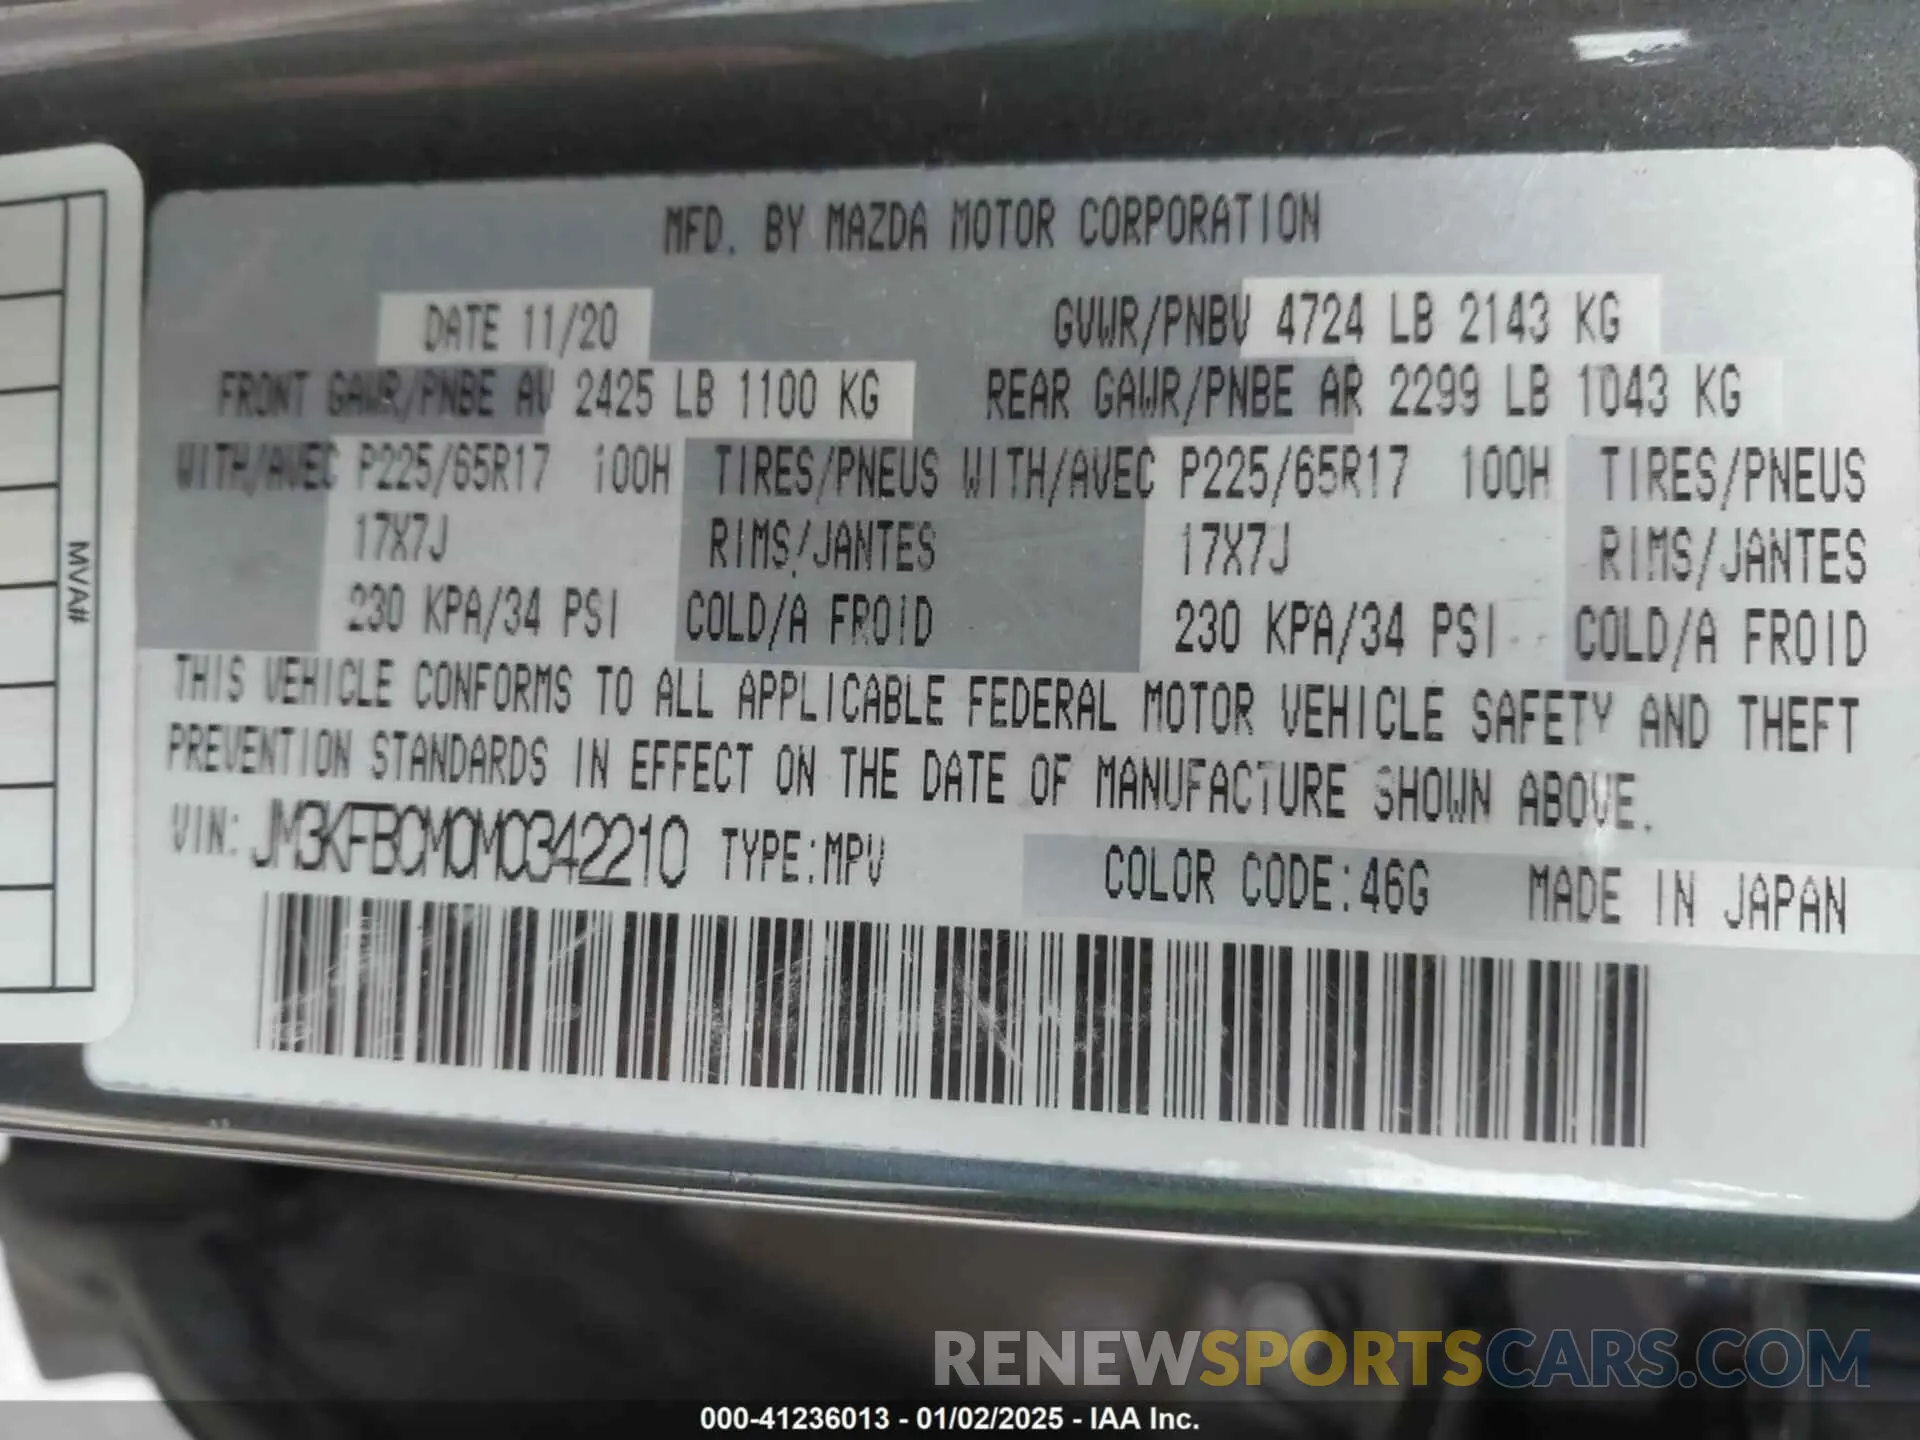 MFD. BY MAZDA MOTOR CORPORATION
DATE 11/20 GVWR/PNBV 4724 LB 2143 KG
FRONT GAWR/PNBE AV 2425 LB 1100 KG REAR GAWR/PNBE AR 2299 LB 1043 KG
WITH/AVEC P225/65R17 100H TIRES/PNEUS WITH/AVEC P225/65R17 100H TIRES/PNEUS
17X7J RIMS/JANTES 17X7J RIMS/JANTES
230 KPA/34 PSI COLD/A FROID 230 KPA/34 PSI COLD/A FROID
THIS VEHICLE CONFORMS TO ALL APPLICABLE FEDERAL MOTOR VEHICLE SAFETY AND THEFT
PREVENTION STANDARDS IN EFFECT ON THE DATE OF MANUFACTURE SHOWN ABOVE.
VIN: JM3KFBCM0M0342210 TYPE:MPV COLOR CODE:46G MADE IN JAPAN
MVA#
RENEWSPORTSCARS.COM
000-41236013 - 01/02/2025 - IAA Inc.